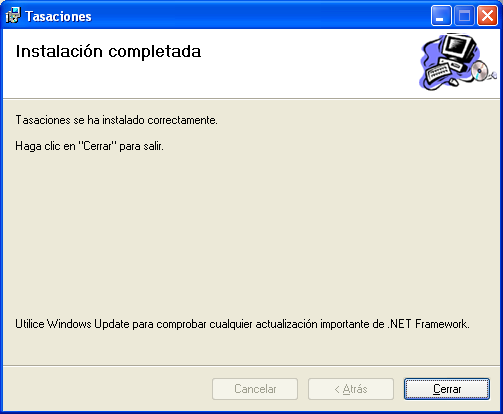 Tasaciones
Instalación completada
Tasaciones se ha instalado correctamente.
Haga clic en "Cerrar" para salir.
Utilice Windows Update para comprobar cualquier actualización importante de .NET Framework.
Cancelar
< Atrás
Cerrar